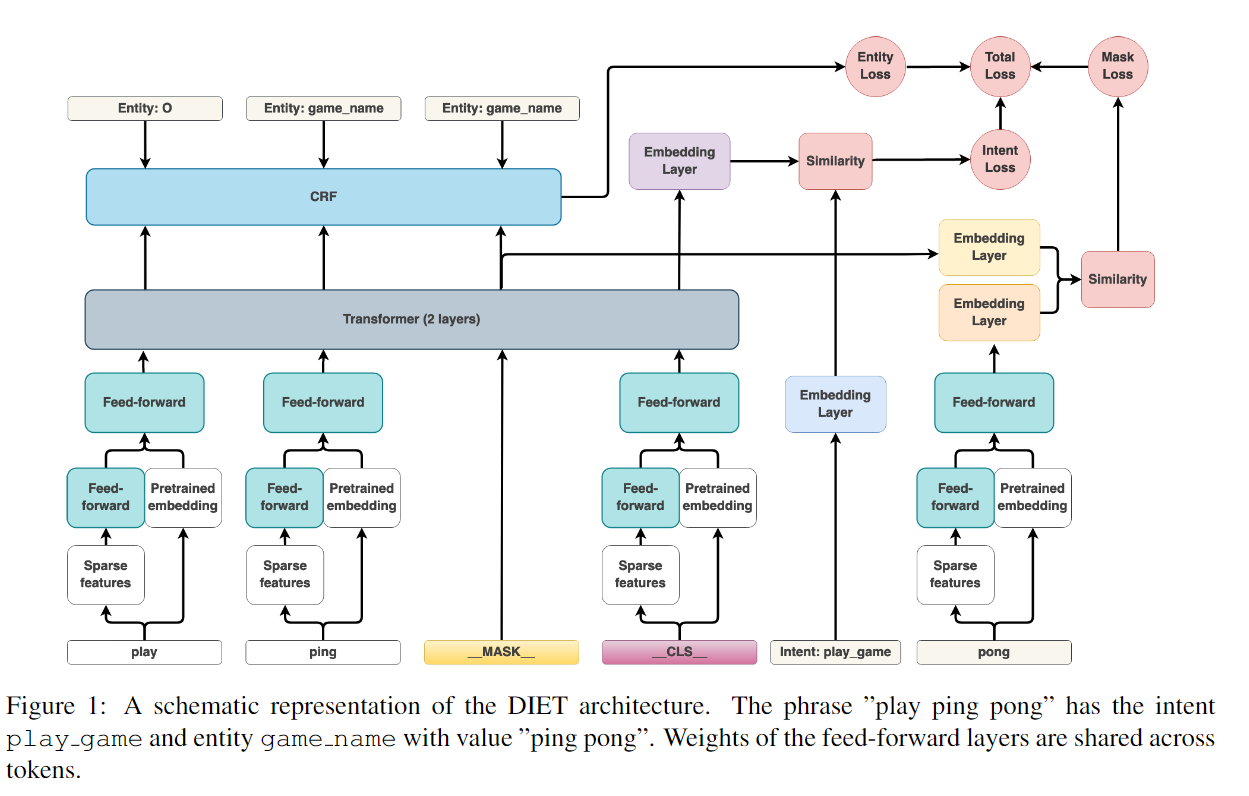 Entity Loss
Total Loss
Mask Loss
Entity: O
Entity: game_name
Entity: game_name
Embedding Layer
Similarity
Intent Loss
CRF
Embedding Layer
Similarity
Embedding Layer
Transformer (2 layers)
Feed-forward
Feed-forward
Feed-forward
Embedding Layer
Feed-forward
Feed-forward
Pretrained embedding
Feed-forward
Pretrained embedding
Feed-forward
Pretrained embedding
Feed-forward
Pretrained embedding
Sparse features
Sparse features
Sparse features
Sparse features
play
ping
__MASK__
__CLS__
Intent: play_game
pong
Figure 1: A schematic representation of the DIET architecture. The phrase ”play ping pong” has the intent
play_game and entity game_name with value ”ping pong”. Weights of the feed-forward layers are shared across
tokens.